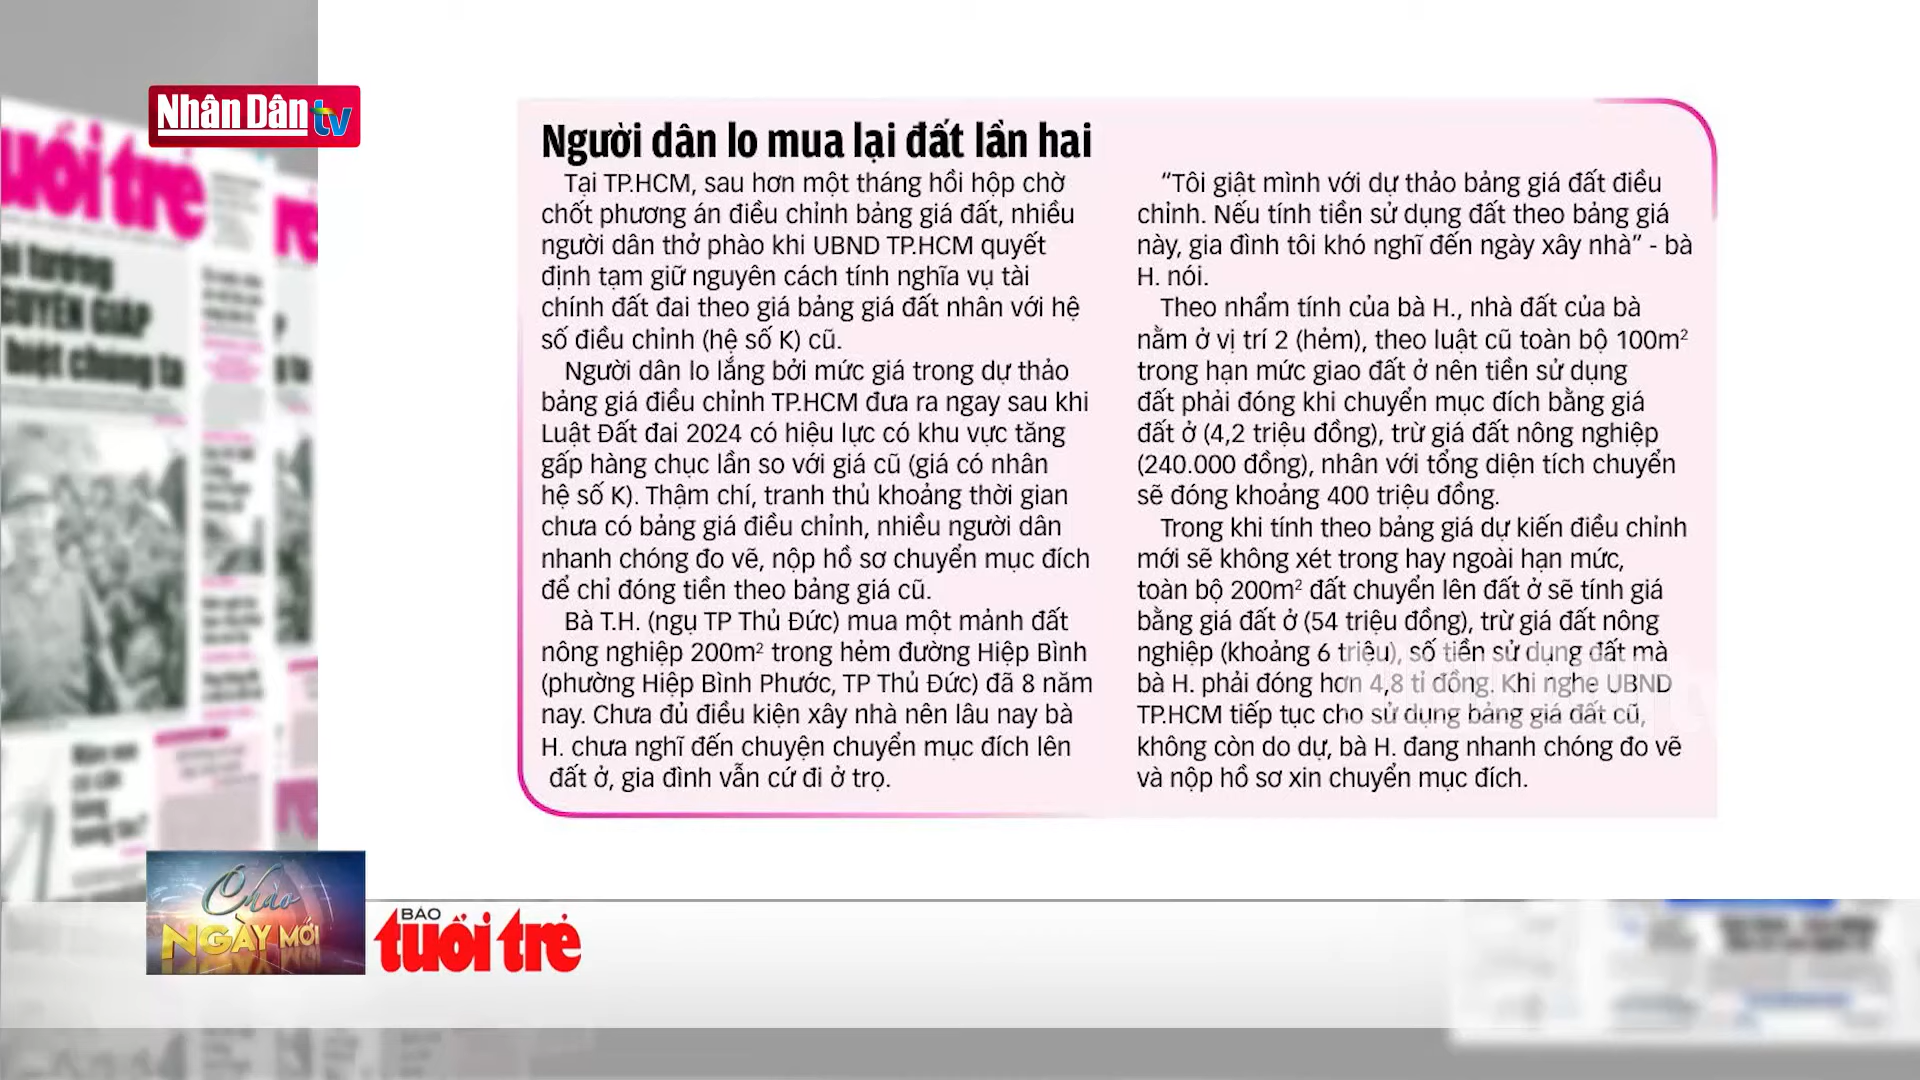 Nhân Dân tv
tuổi trẻ
Người dân lo mua lại đất lần hai
Tại TP.HCM, sau hơn một tháng hồi hộp chờ
chốt phương án điều chỉnh bảng giá đất, nhiều
người dân thở phào khi UBND TP.HCM quyết
định tạm giữ nguyên cách tính nghĩa vụ tài
chính đất đai theo giá bảng giá đất nhân với hệ
số điều chỉnh (hệ số K) cũ.
Người dân lo lắng bởi mức giá trong dự thảo
bảng giá điều chỉnh TP.HCM đưa ra ngay sau khi
Luật Đất đai 2024 có hiệu lực có khu vực tăng
gấp hàng chục lần so với giá cũ (giá có nhân
hệ số K). Thậm chí, tranh thủ khoảng thời gian
chưa có bảng giá điều chỉnh, nhiều người dân
nhanh chóng đo vẽ, nộp hồ sơ chuyển mục đích
để chỉ đóng tiền theo bảng giá cũ.
Bà T.H. (ngụ TP Thủ Đức) mua một mảnh đất
nông nghiệp 200m² trong hẻm đường Hiệp Bình
(phường Hiệp Bình Phước, TP Thủ Đức) đã 8 năm
nay. Chưa đủ điều kiện xây nhà nên lâu nay bà
H. chưa nghĩ đến chuyện chuyển mục đích lên
đất ở, gia đình vẫn cứ đi ở trọ.
“Tôi giật mình với dự thảo bảng giá đất điều
chỉnh. Nếu tính tiền sử dụng đất theo bảng giá
này, gia đình tôi khó nghĩ đến ngày xây nhà” - bà
H. nói.
Theo nhẩm tính của bà H., nhà đất của bà
nằm ở vị trí 2 (hẻm), theo luật cũ toàn bộ 100m²
trong hạn mức giao đất ở nên tiền sử dụng
đất phải đóng khi chuyển mục đích bằng giá
đất ở (4,2 triệu đồng), trừ giá đất nông nghiệp
(240.000 đồng), nhân với tổng diện tích chuyển
sẽ đóng khoảng 400 triệu đồng.
Trong khi tính theo bảng giá dự kiến điều chỉnh
mới sẽ không xét trong hay ngoài hạn mức,
toàn bộ 200m² đất chuyển lên đất ở sẽ tính giá
bằng giá đất ở (54 triệu đồng), trừ giá đất nông
nghiệp (khoảng 6 triệu), số tiền sử dụng đất mà
bà H. phải đóng hơn 4,8 tỉ đồng. Khi nghe UBND
TP.HCM tiếp tục cho sử dụng bảng giá đất cũ,
không còn do dự, bà H. đang nhanh chóng đo vẽ
và nộp hồ sơ xin chuyển mục đích.
Chào
NGÀY MỚI
BÁO
tuổi trẻ